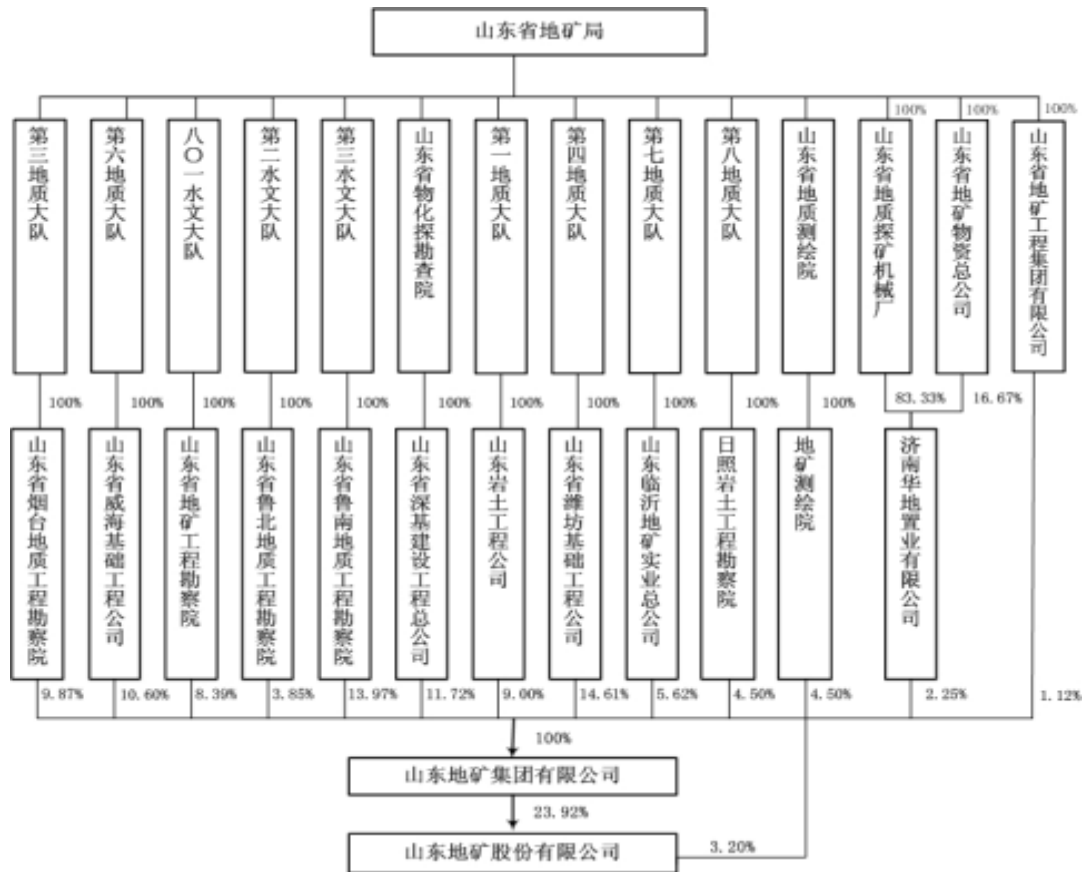 山东省地矿局
100%
100%
100%
第三地质大队
第六地质大队
八〇一水文大队
第二水文大队
第三水文大队
山东省物化探勘查院
第一地质大队
第四地质大队
第七地质大队
第八地质大队
山东省地质测绘院
山东省地质探矿机械厂
山东省地矿物资总公司
山东省地矿工程集团有限公司
100%
100%
100%
100%
100%
100%
100%
100%
100%
100%
100%
83.33%
16.67%
山东省烟台地质工程勘察院
山东省威海基础工程公司
山东省地矿工程勘察院
山东省鲁北地质工程勘察院
山东省鲁南地质工程勘察院
山东省深基建设工程总公司
山东岩土工程公司
山东省潍坊基础工程公司
山东临沂地矿实业总公司
日照岩土工程勘察院
地矿测绘院
济南华地置业有限公司
9.87%
10.60%
8.39%
3.85%
13.97%
11.72%
9.00%
14.61%
5.62%
4.50%
4.50%
2.25%
1.12%
100%
山东地矿集团有限公司
23.92%
山东地矿股份有限公司
3.20%